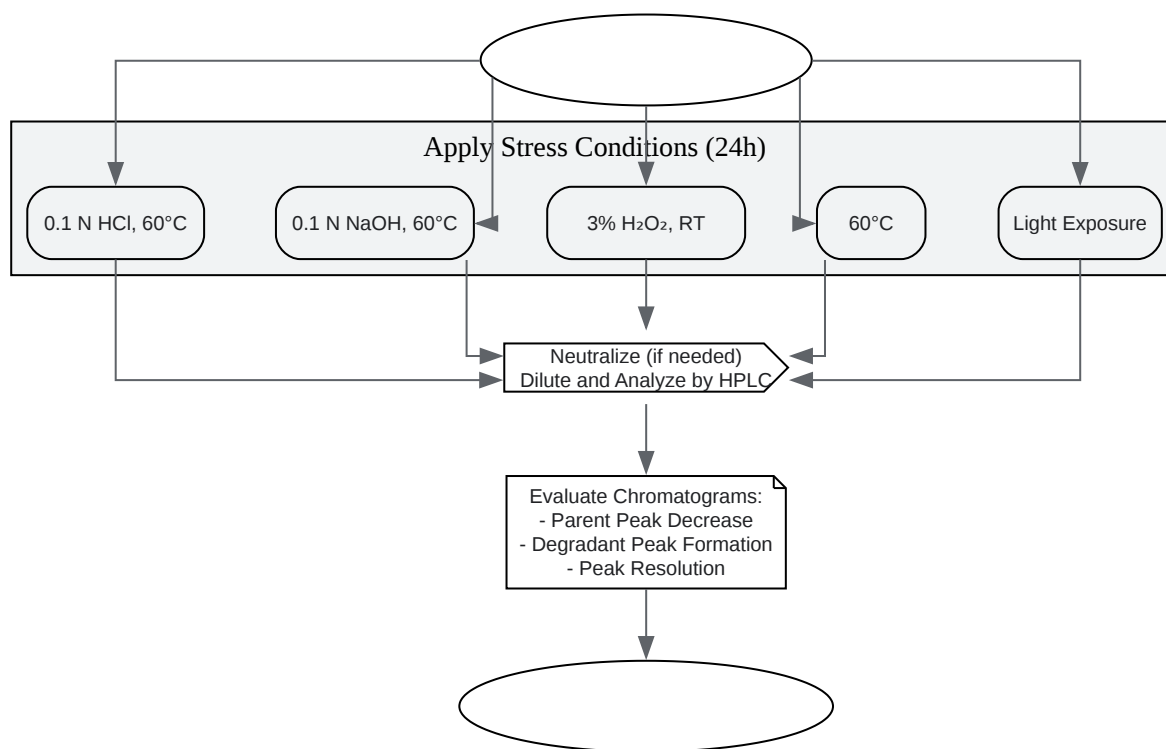 Apply Stress Conditions (24h)
0.1 N HCl, 60°C
0.1 N NaOH, 60°C
3% H₂O₂, RT
60°C
Light Exposure
Neutralize (if needed)
Dilute and Analyze by HPLC
Evaluate Chromatograms:
- Parent Peak Decrease
- Degradant Peak Formation
- Peak Resolution